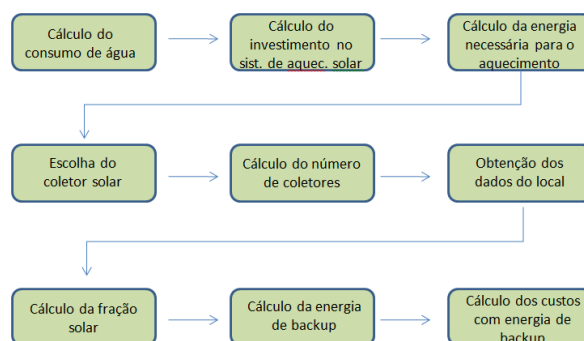 Cálculo do
consumo de água
Cálculo do
investimento no
sist. de aquec. solar
Cálculo da energia
necessária para o
aquecimento
Escolha do
coletor solar
Cálculo do número
de coletores
Obtenção dos
dados do local
Cálculo da fração
solar
Cálculo da energia
de backup
Cálculo dos custos
com energia de
backup